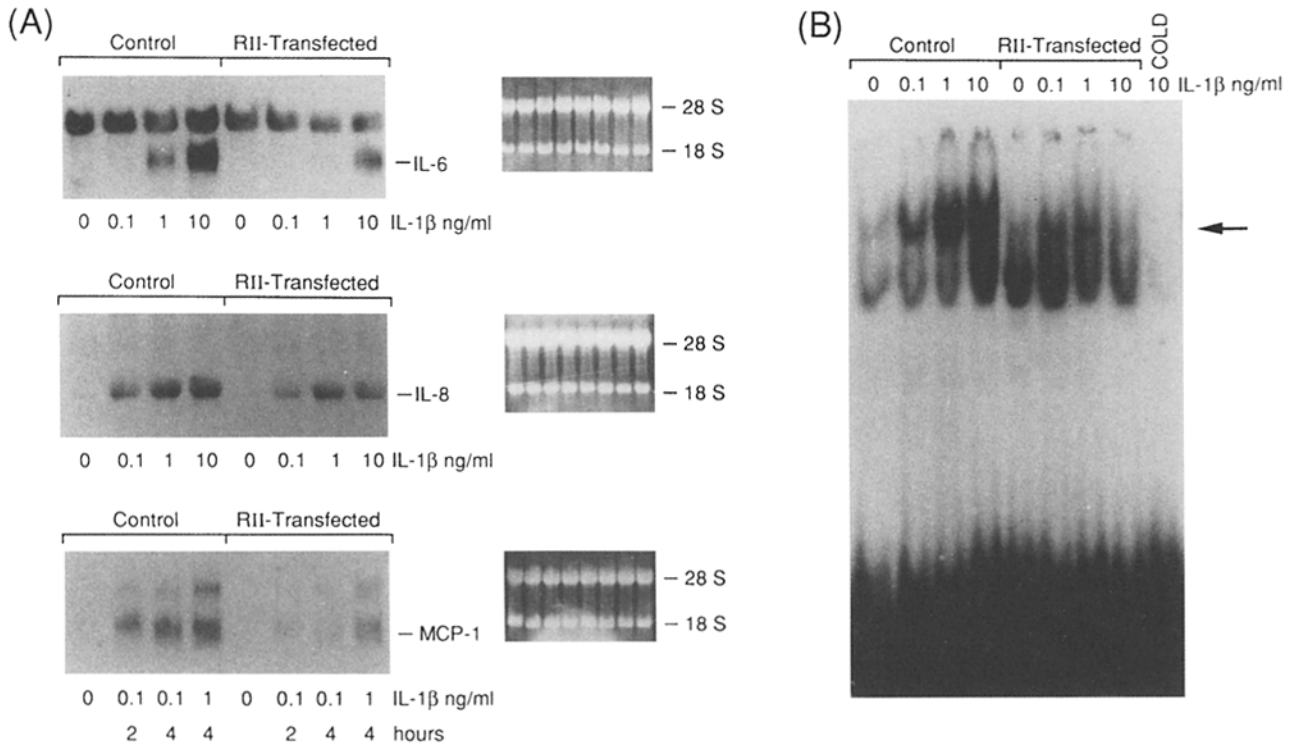 (A)
Control RII-Transfected
28 S
18 S
IL-6
0 0.1 1 10 0 0.1 1 10 IL-1β ng/ml
Control RII-Transfected
28 S
18 S
IL-8
0 0.1 1 10 0 0.1 1 10 IL-1β ng/ml
Control RII-Transfected
28 S
18 S
MCP-1
0 0.1 0.1 1 0 0.1 0.1 1 IL-1β ng/ml
2 4 4 2 4 4 hours
(B)
Control RII-Transfected COLD
0 0.1 1 10 0 0.1 1 10 10 IL-1β ng/ml